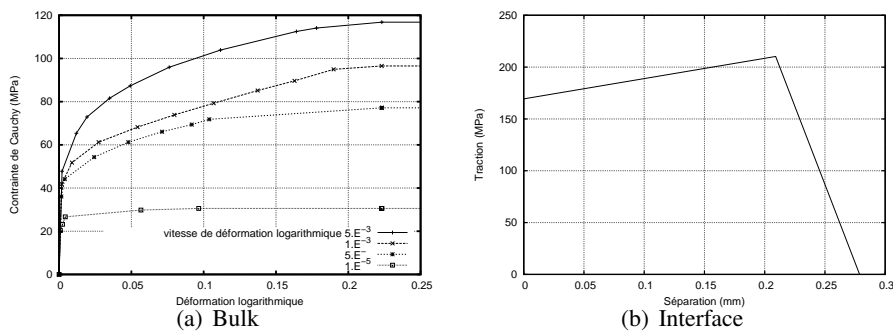 120
100
80
60
40
20
0
Contrainte de Cauchy (MPa)
vitesse de déformation logarithmique 5.E−3
1.E−3
5.E−
1.E−5
0 0.05 0.1 0.15 0.2 0.25
Déformation logarithmique
(a) Bulk
250
200
150
100
50
0
Traction (MPa)
0 0.05 0.1 0.15 0.2 0.25 0.3
Séparation (mm)
(b) Interface